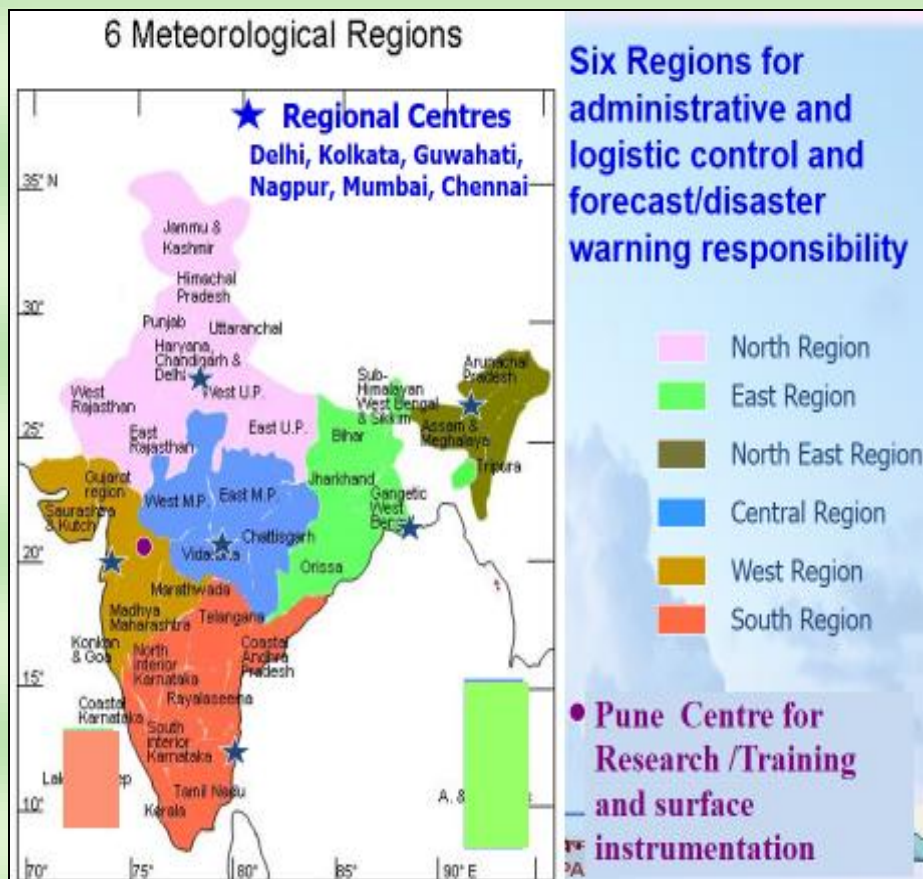 6 Meteorological Regions
Regional Centres
Delhi, Kolkata, Guwahati,
Nagpur, Mumbai, Chennai
35° N
30°
25°
20°
15°
10°
Jammu &
Kashmir
Himachal
Pradesh
Punjab
Uttaranchal
Haryana,
Chandigarh &
Delhi
West U.P.
West
Rajasthan
East
Rajasthan
East U.P.
Sub-
Himalayan
West Bengal
& Sikkim
Arunachal
Pradesh
Assam &
Meghalaya
Tripura
Bihar
Jharkhand
Gangetic
West
Orissa
Gujarat
region
Saurashtra
& Kutch
West M.P.
East M.P.
Chattisgarh
Marathwada
Madhya
Maharashtra
Telangana
Konkan
& Goa
North
Interior
Karnataka
Coastal
Andhra
Pradesh
Rayalaseena
Coastal
Karnataka
South
Interior
Karnataka
Tamil Nadu
Kerala
A. &
70°
75°
80°
85°
90° E
Six Regions for
administrative and
logistic control and
forecast/disaster
warning responsibility
North Region
East Region
North East Region
Central Region
West Region
South Region
Pune Centre for
Research /Training
and surface
instrumentation